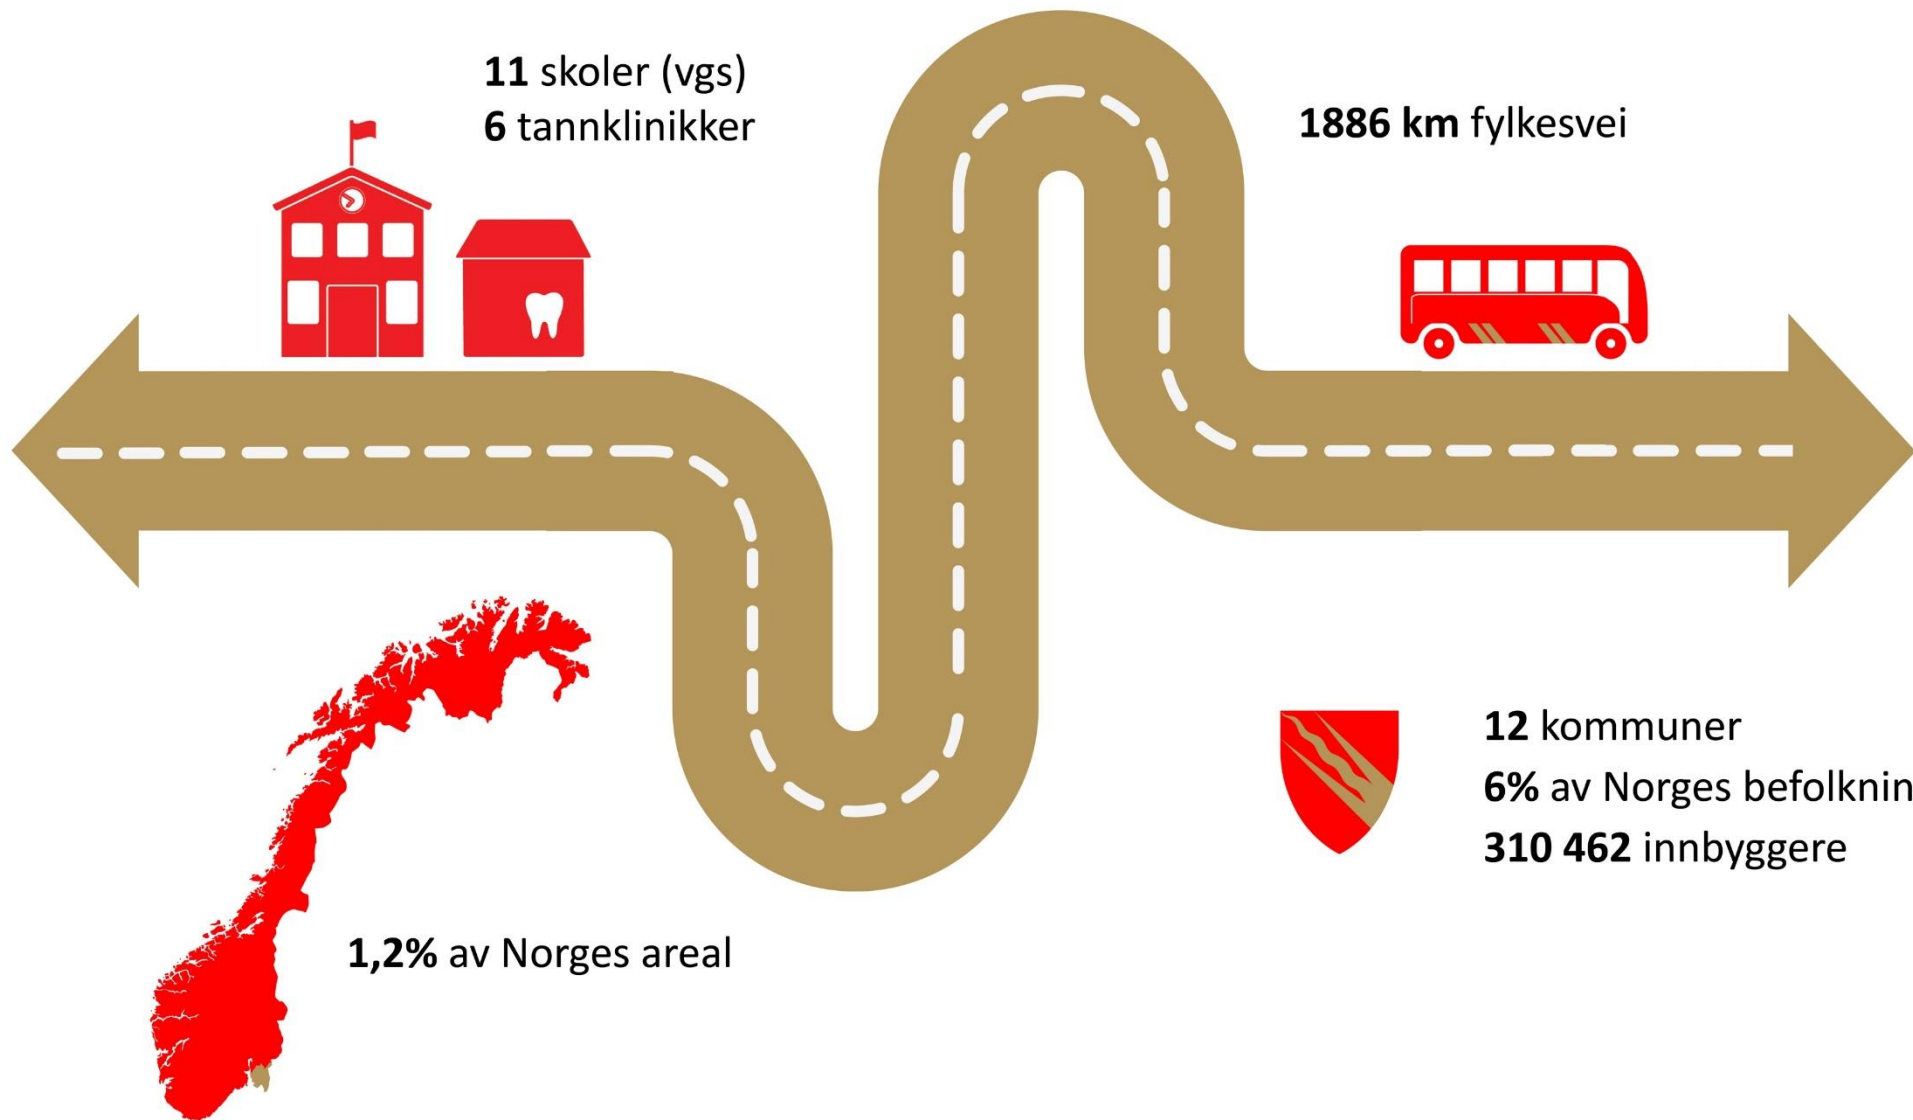 11 skoler (vgs)
6 tannklinikker
1886 km fylkesvei
12 kommuner
6% av Norges befolknin
310 462 innbyggere
1,2% av Norges areal